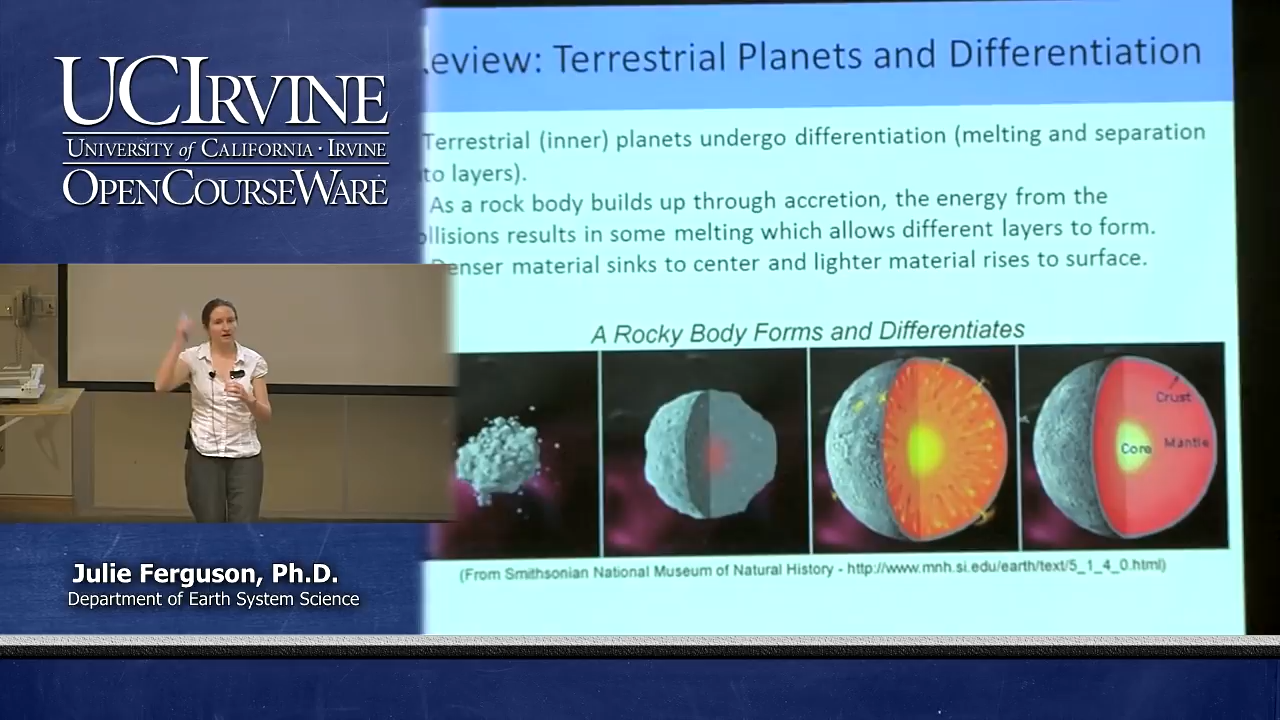 UCIRVINE
UNIVERSITY of CALIFORNIA · IRVINE
OPENCOURSEWARE
eview: Terrestrial Planets and Differentiation
Terrestrial (inner) planets undergo differentiation (melting and separation
to layers).
As a rock body builds up through accretion, the energy from the
ollisions results in some melting which allows different layers to form.
Denser material sinks to center and lighter material rises to surface.
A Rocky Body Forms and Differentiates
Crust
Core Mantle
(From Smithsonian National Museum of Natural History - http://www.mnh.si.edu/earth/text/5_1_4_0.html)
Julie Ferguson, Ph.D.
Department of Earth System Science